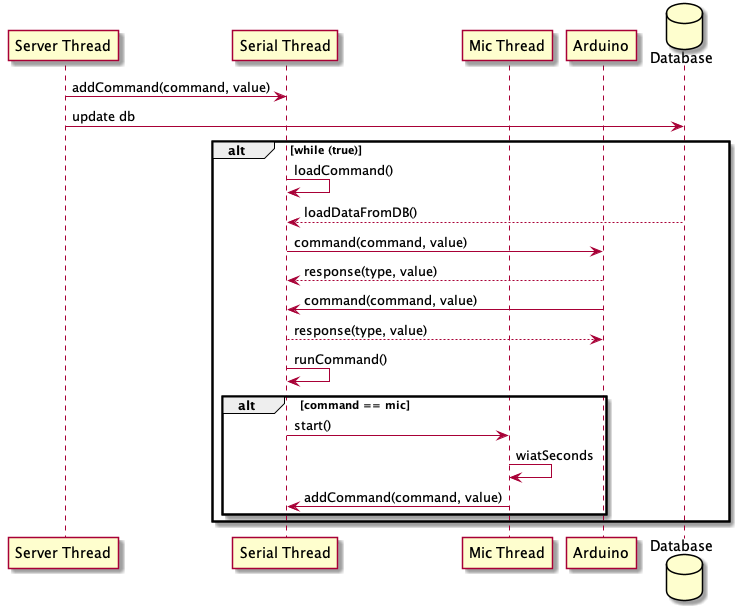 Server Thread
Serial Thread
Mic Thread
Arduino
Database
addCommand(command, value)
update db
alt
[while (true)]
loadCommand()
loadDataFromDB()
command(command, value)
response(type, value)
command(command, value)
response(type, value)
runCommand()
alt
[command == mic]
start()
wiatSeconds
addCommand(command, value)
Server Thread
Serial Thread
Mic Thread
Arduino
Database